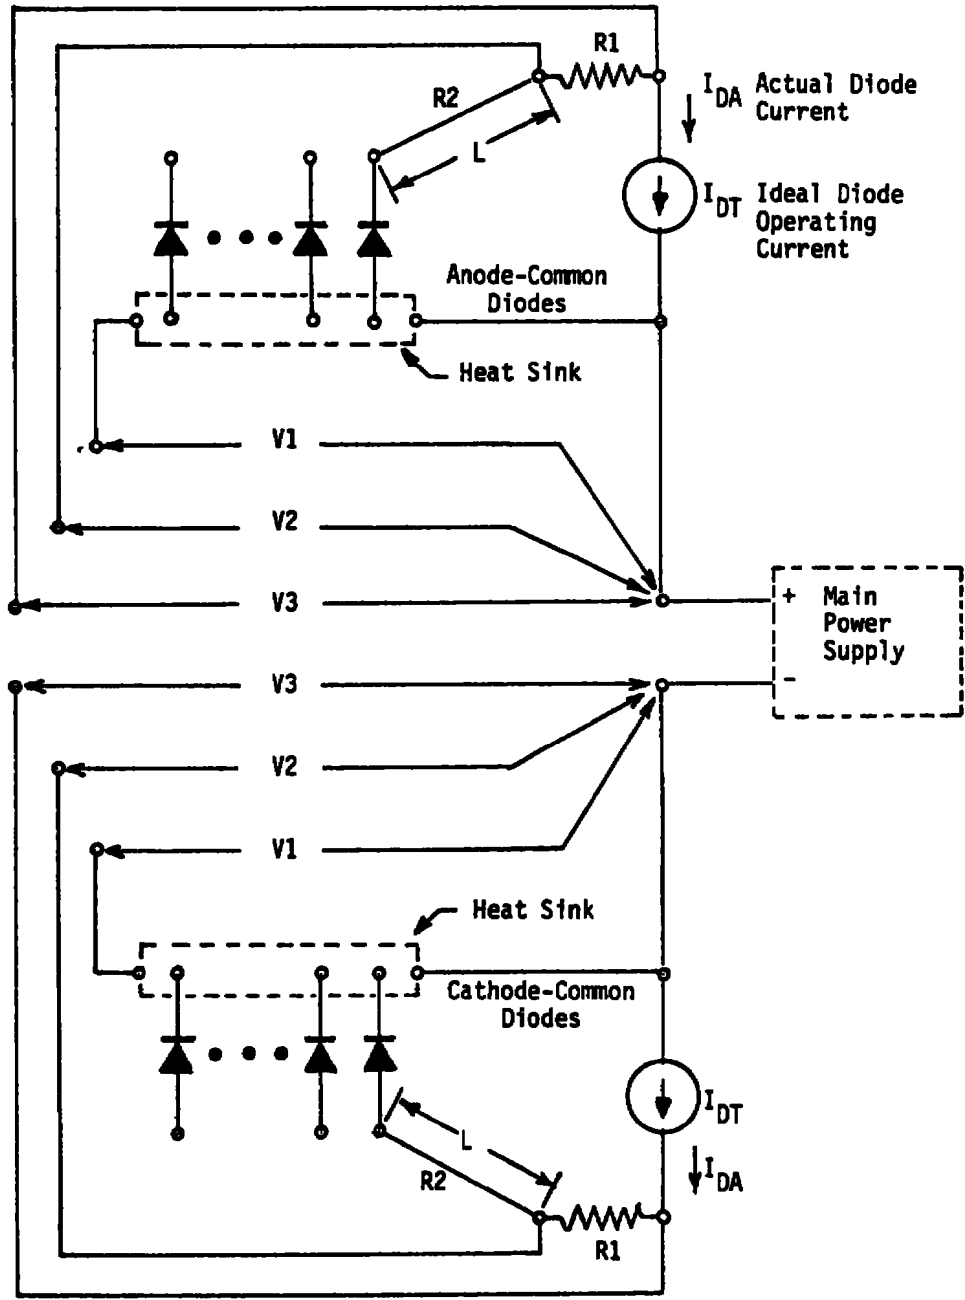 R1
I_DA Actual Diode
Current
R2
L
I_DT Ideal Diode
Operating
Current
Anode-Common
Diodes
Heat Sink
V1
V2
V3
+ Main
Power
Supply
-
V3
V2
V1
Heat Sink
Cathode-Common
Diodes
I_DT
L
I_DA
R2
R1